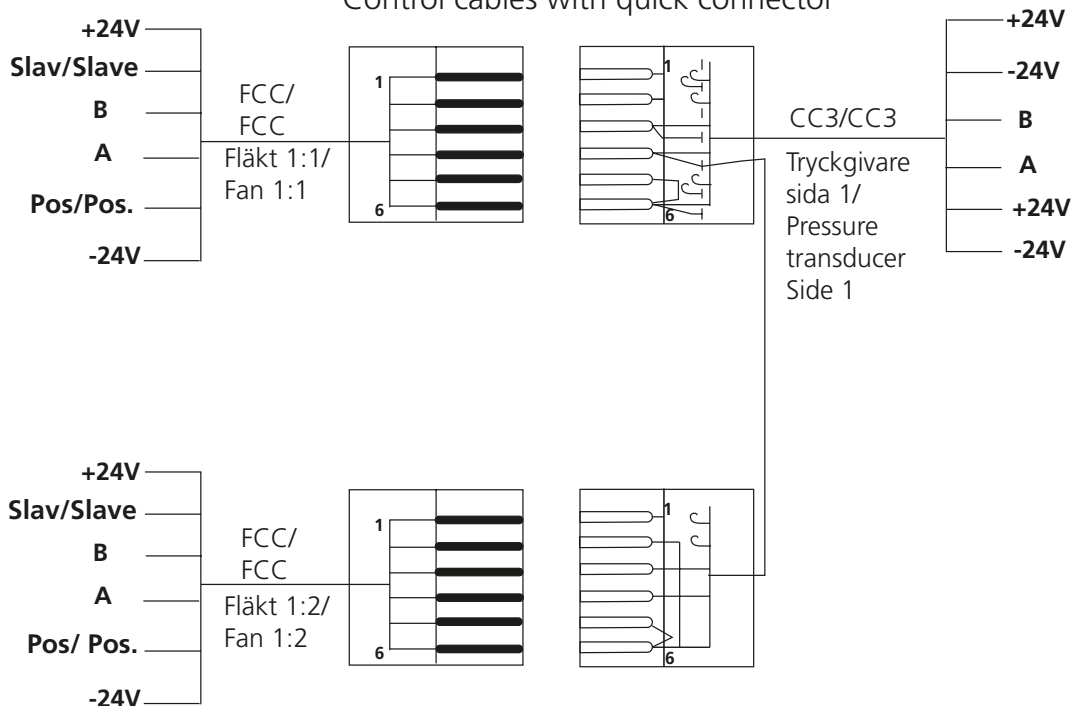 Control cables with quick connector
+24V
Slav/Slave
B
A
Pos/Pos.
-24V
FCC/
FCC
Fläkt 1:1/
Fan 1:1
1
6
1
6
CC3/CC3
Tryckgivare
sida 1/
Pressure
transducer
Side 1
+24V
-24V
B
A
+24V
-24V
+24V
Slav/Slave
B
A
Pos/ Pos.
-24V
FCC/
FCC
Fläkt 1:2/
Fan 1:2
1
6
1
6